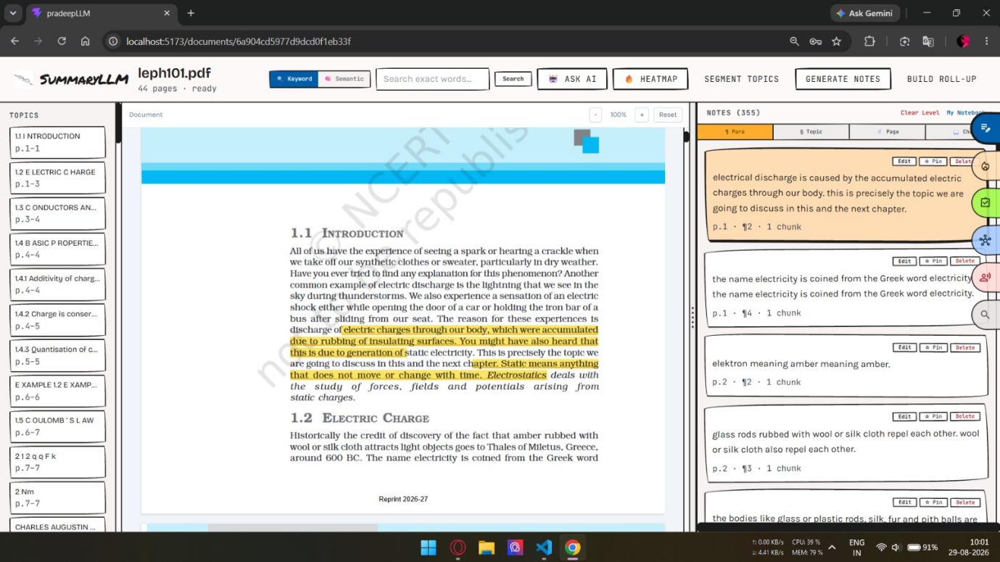 pradeepLLM
Ask Gemini
localhost:5173/documents/6a904cd5977d9dcd0f1eb33f
SUMMARYLLM
leph101.pdf
44 pages · ready
Keyword
Semantic
Search exact words...
Search
ASK AI
HEATMAP
SEGMENT TOPICS
GENERATE NOTES
BUILD ROLL-UP
TOPICS
1.1 I NTRODUCTION
p.1-1
1.2 E LECTRIC C HARGE
p.1-3
1.3 C ONDUCTORS AN...
p.3-4
1.4 B ASIC P ROPERTIE...
p.4-4
1.4.1 Additivity of charg...
p.4-4
1.4.2 Charge is conser...
p.4-5
1.4.3 Quantisation of c...
p.5-5
E XAMPLE 1.2 E XAMP...
p.6-6
1.5 C OULOMB ' S L AW
p.6-7
2 1 2 q q F k
p.7-7
2 Nm
p.7-7
CHARLES AUGUSTIN ...
Document
-
100%
+
Reset
© NCERT
not to be republis
1.1 INTRODUCTION
All of us have the experience of seeing a spark or hearing a crackle when
we take off our synthetic clothes or sweater, particularly in dry weather.
Have you ever tried to find any explanation for this phenomenon? Another
common example of electric discharge is the lightning that we see in the
sky during thunderstorms. We also experience a sensation of an electric
shock either while opening the door of a car or holding the iron bar of a
bus after sliding from our seat. The reason for these experiences is
discharge of electric charges through our body, which were accumulated
due to rubbing of insulating surfaces. You might have also heard that
this is due to generation of static electricity. This is precisely the topic we
are going to discuss in this and the next chapter. Static means anything
that does not move or change with time. Electrostatics deals with
the study of forces, fields and potentials arising from
static charges.
1.2 ELECTRIC CHARGE
Historically the credit of discovery of the fact that amber rubbed with
wool or silk cloth attracts light objects goes to Thales of Miletus, Greece,
around 600 BC. The name electricity is coined from the Greek word
Reprint 2026-27
NOTES (355)
Clear Level
My Notebook
¶ Para
§ Topic
Page
Ch
Edit
☆ Pin
Delet
electrical discharge is caused by the accumulated electric
charges through our body. this is precisely the topic we are
going to discuss in this and the next chapter.
p.1 · ¶2 · 1 chunk
Edit
☆ Pin
Delete
the name electricity is coined from the Greek word electricity.
the name electricity is coined from the Greek word electricity.
p.1 · ¶4 · 1 chunk
Edit
☆ Pin
Delete
elektron meaning amber meaning amber.
p.2 · ¶2 · 1 chunk
Edit
☆ Pin
Delete
glass rods rubbed with wool or silk cloth repel each other. wool
or silk cloth also repel each other.
p.2 · ¶3 · 1 chunk
Edit
☆ Pin
Delete
the bodies like glass or plastic rods, silk, fur and pith balls are
↑: 0.00 KB/s
↓: 4.41 KB/s
CPU: 39 %
MEM: 79 %
ENG
IN
91%
10:01
29-08-2026